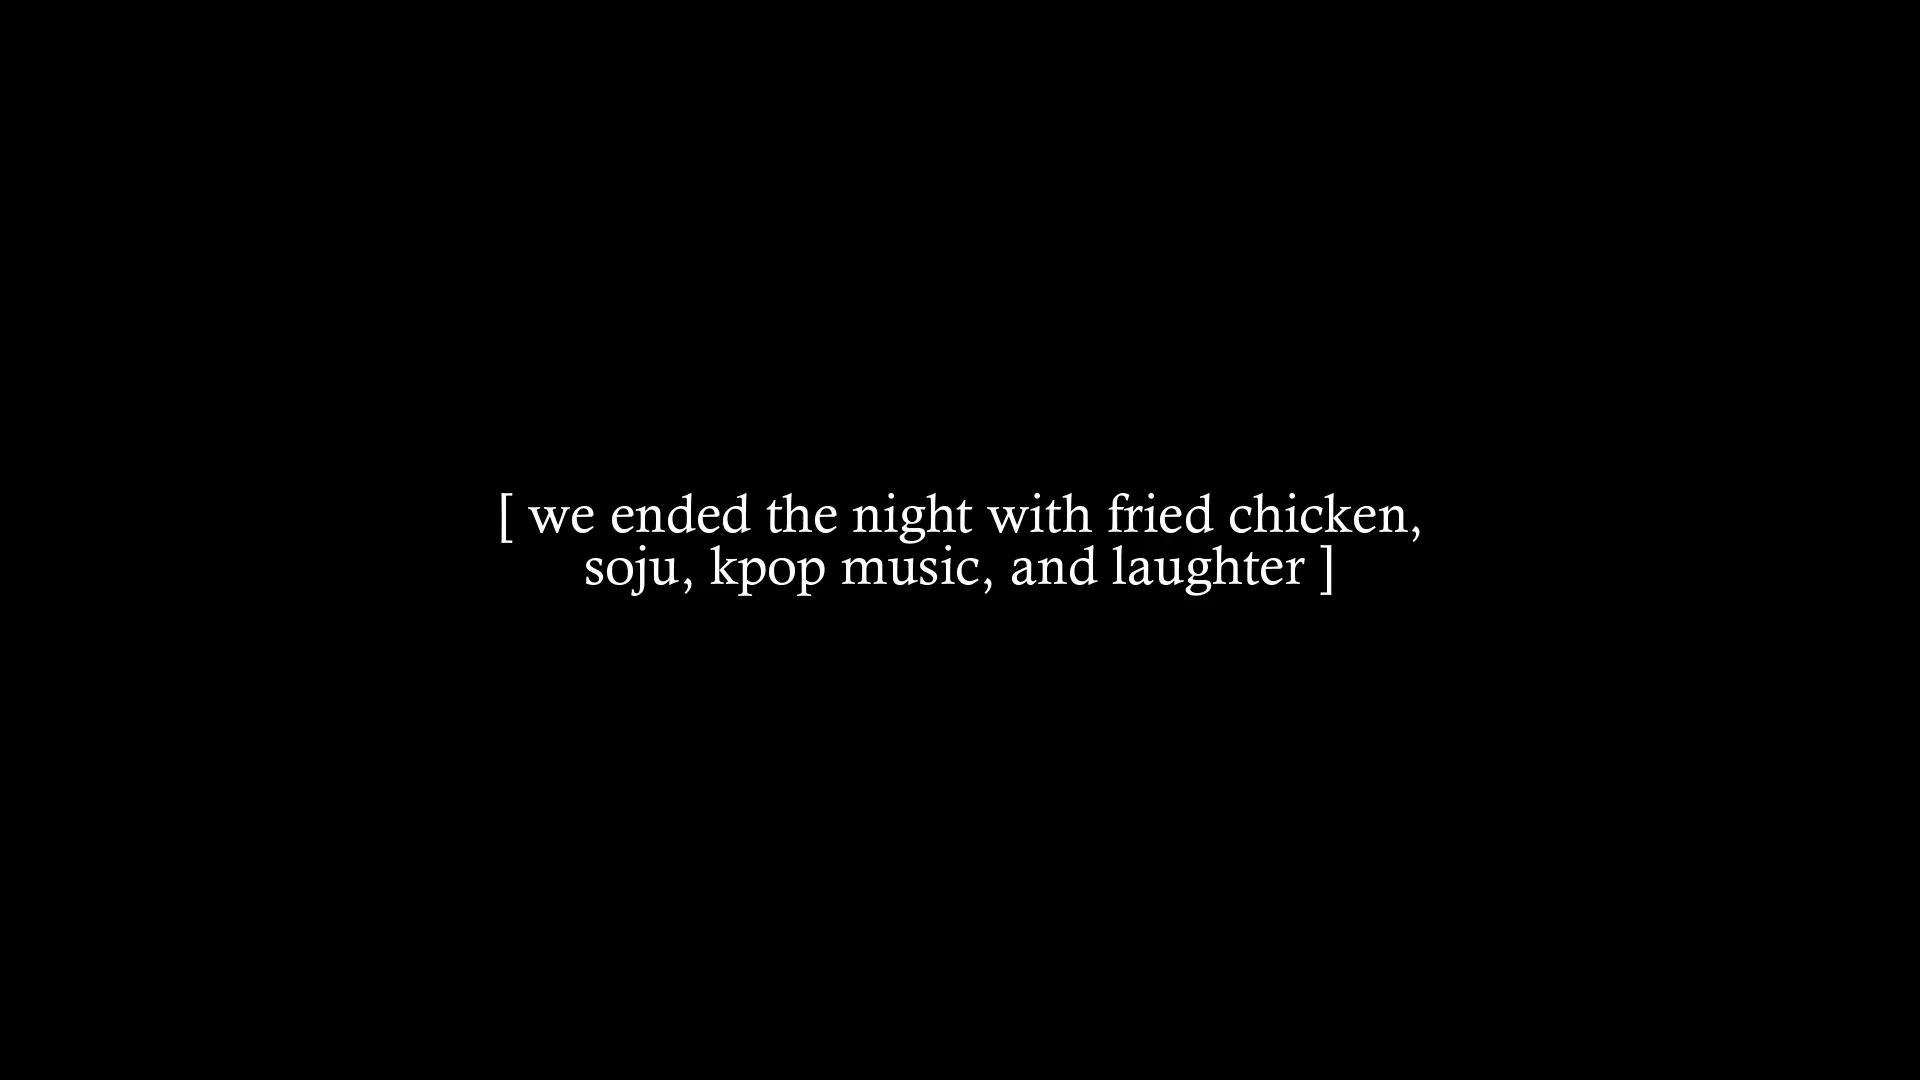 [ we ended the night with fried chicken,
soju, kpop music, and laughter ]